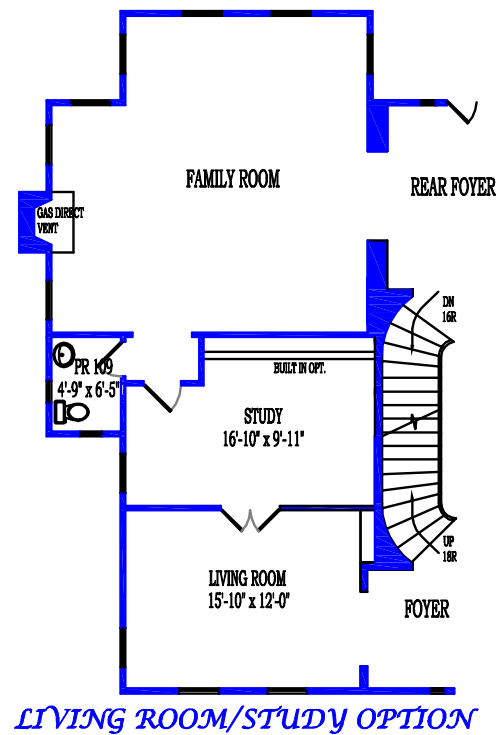 FAMILY ROOM
REAR FOYER
GAS DIRECT
VENT
DN
16R
PR 109
4'-9" x 6'-5"
BUILT IN OPT.
STUDY
16'-10" x 9'-11"
UP
18R
LIVING ROOM
15'-10" x 12'-0"
FOYER
LIVING ROOM/STUDY OPTION